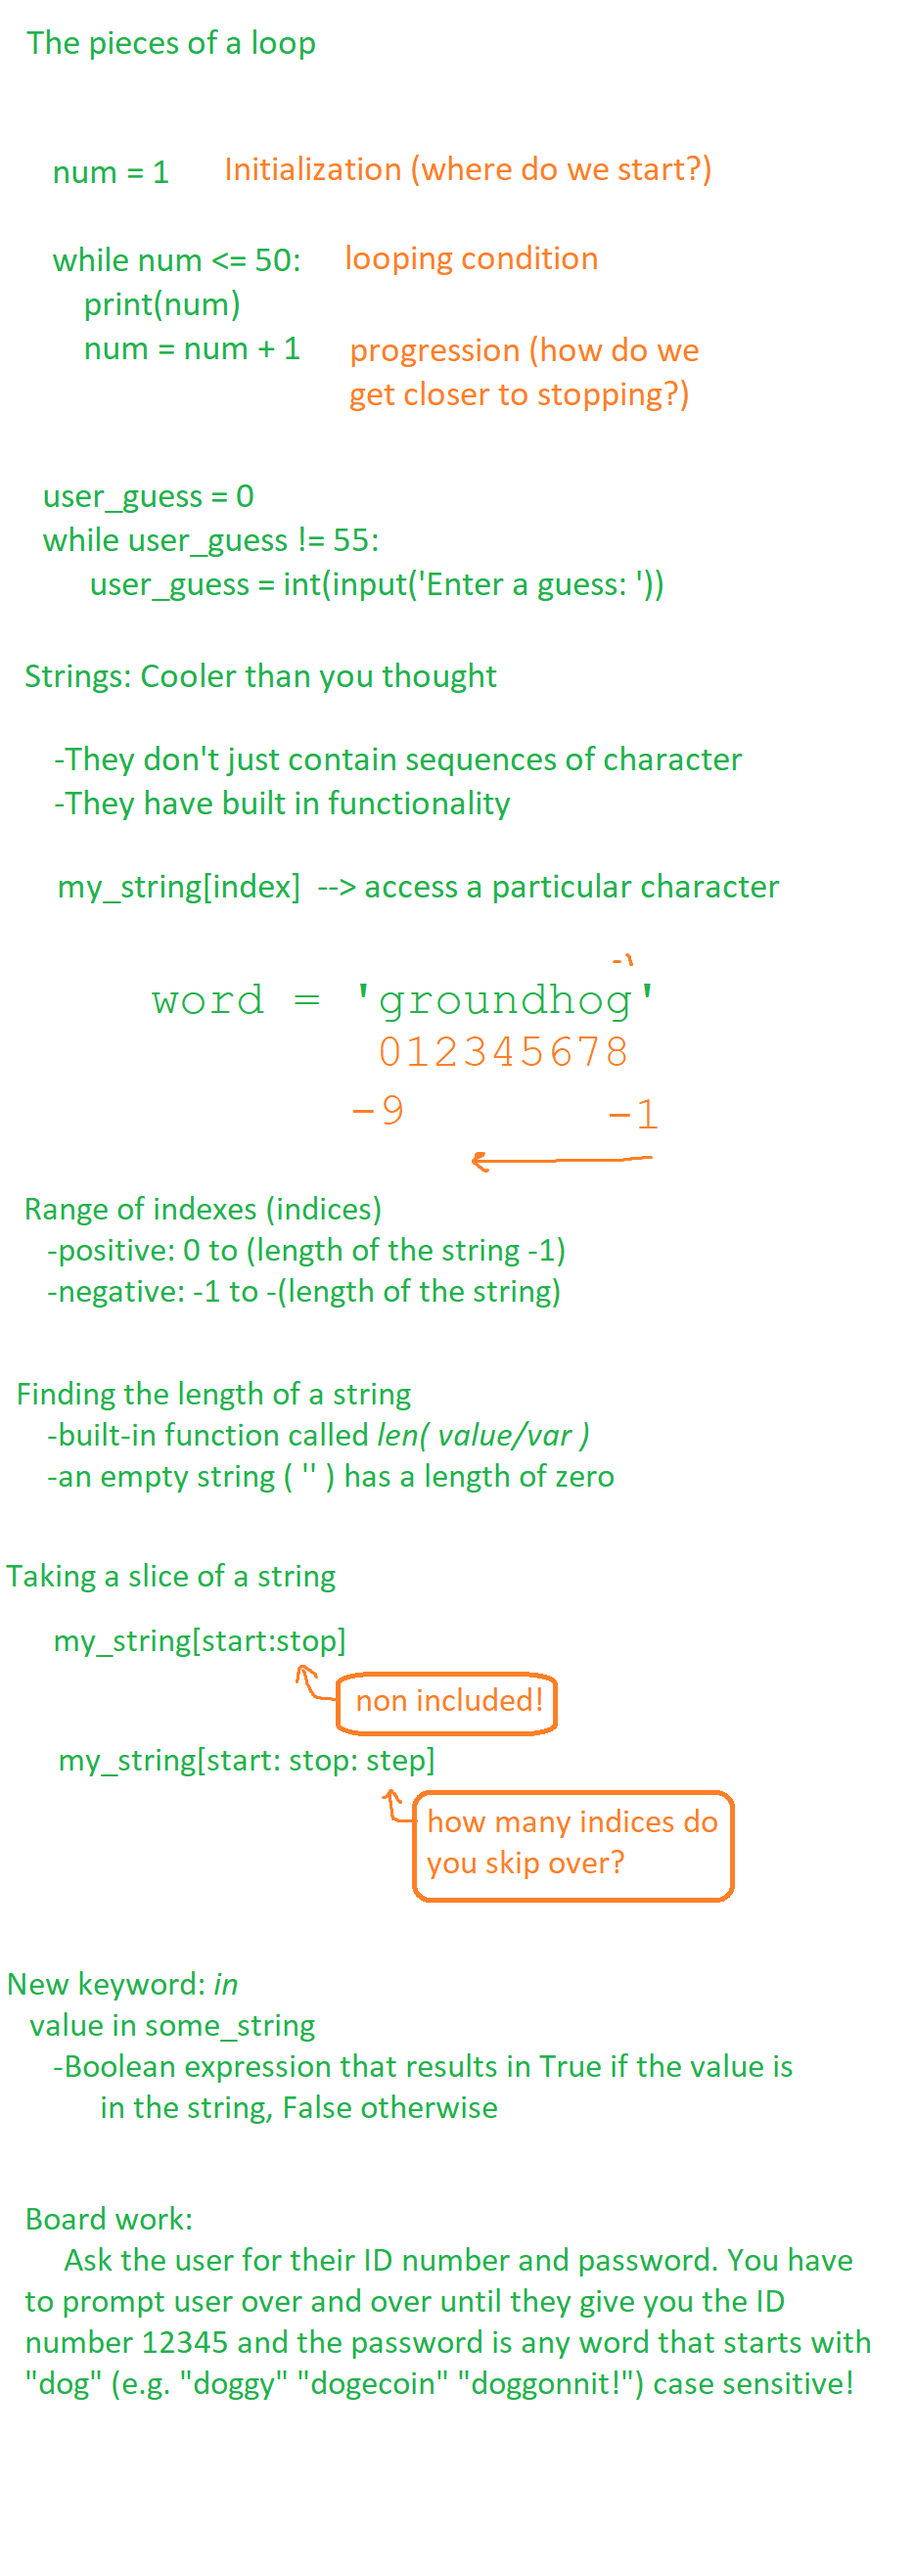 The pieces of a loop
num = 1 Initialization (where do we start?)
while num <= 50: looping condition
print(num)
num = num + 1 progression (how do we
get closer to stopping?)
user_guess = 0
while user_guess != 55:
user_guess = int(input('Enter a guess: '))
Strings: Cooler than you thought
-They don't just contain sequences of character
-They have built in functionality
my_string[index] --> access a particular character
-1
word = 'groundhog'
012345678
-9 -1
Range of indexes (indices)
-positive: 0 to (length of the string -1)
-negative: -1 to -(length of the string)
Finding the length of a string
-built-in function called len( value/var )
-an empty string ( '' ) has a length of zero
Taking a slice of a string
my_string[start:stop]
non included!
my_string[start: stop: step]
how many indices do
you skip over?
New keyword: in
value in some_string
-Boolean expression that results in True if the value is
in the string, False otherwise
Board work:
Ask the user for their ID number and password. You have
to prompt user over and over until they give you the ID
number 12345 and the password is any word that starts with
"dog" (e.g. "doggy" "dogecoin" "doggonnit!") case sensitive!